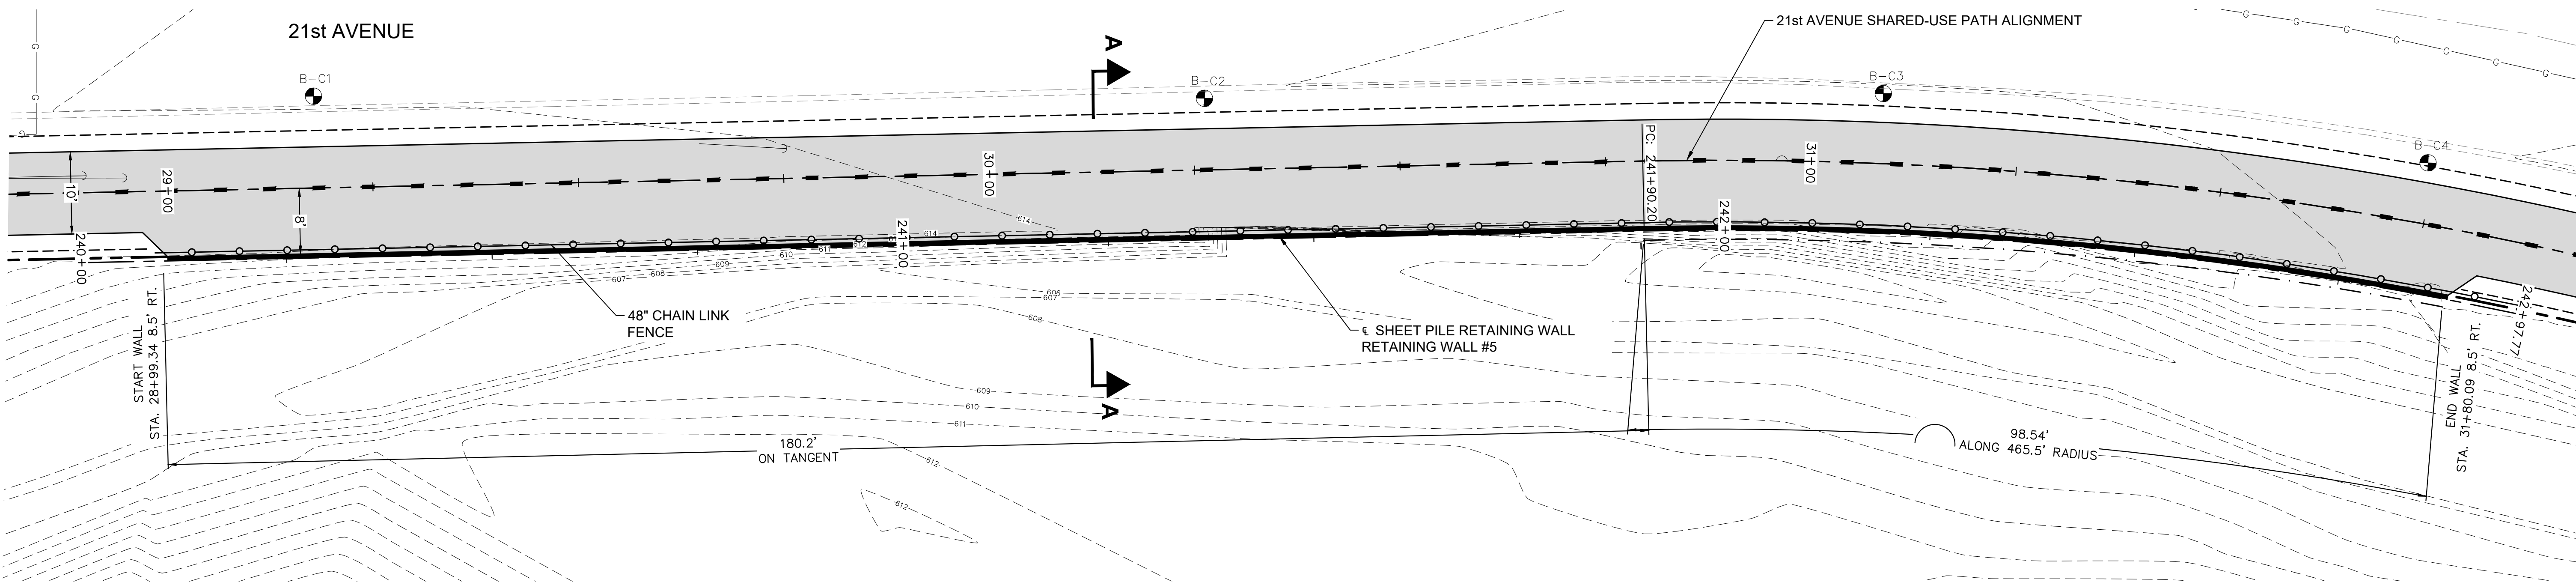 21st AVENUE
21st AVENUE SHARED-USE PATH ALIGNMENT
G
G
G
G
G
G
G
G
G
G
B-C1
A
B-C2
B-C3
B-C4
10'
29+00
8'
30+00
31+00
PC: 241+90.20
240+00
241+00
242+00
242+97.77
614
614
612
611
610
609
608
607
606
607
608
609
610
611
612
612
START WALL
STA. 28+99.34 8.5' RT.
48" CHAIN LINK
FENCE
℄ SHEET PILE RETAINING WALL
RETAINING WALL #5
A
180.2'
ON TANGENT
98.54'
ALONG 465.5' RADIUS
END WALL
STA. 31+80.09 8.5' RT.